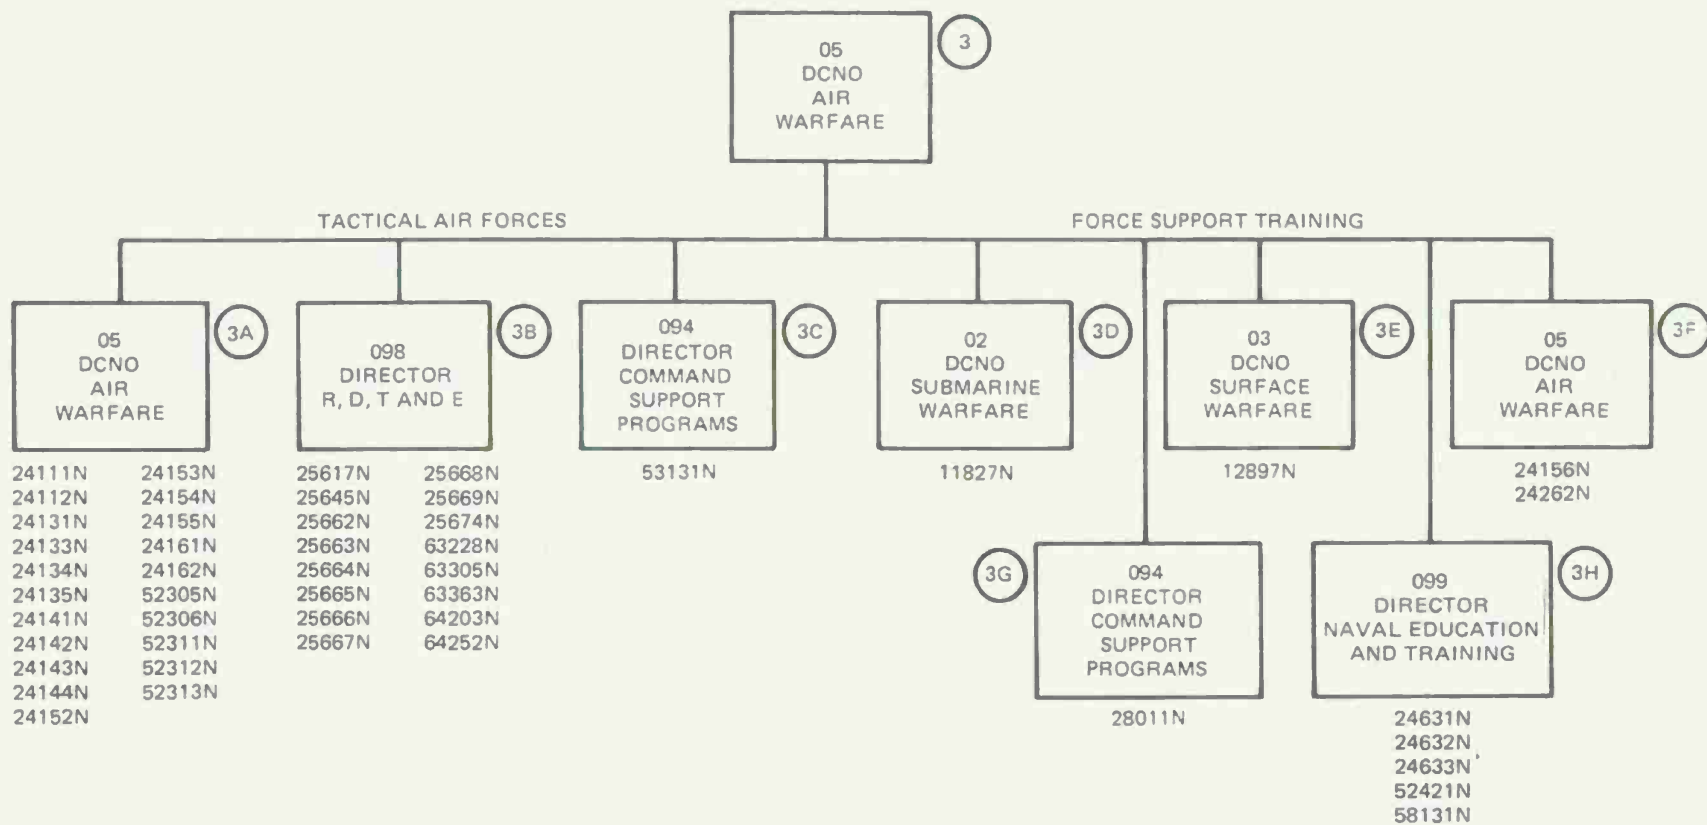 05
DCNO
AIR
WARFARE
3
TACTICAL AIR FORCES
FORCE SUPPORT TRAINING
05
DCNO
AIR
WARFARE
3A
24111N 24153N
24112N 24154N
24131N 24155N
24133N 24161N
24134N 24162N
24135N 52305N
24141N 52306N
24142N 52311N
24143N 52312N
24144N 52313N
24152N
098
DIRECTOR
R, D, T AND E
3B
25617N 25668N
25645N 25669N
25662N 25674N
25663N 63228N
25664N 63305N
25665N 63363N
25666N 64203N
25667N 64252N
094
DIRECTOR
COMMAND
SUPPORT
PROGRAMS
3C
53131N
02
DCNO
SUBMARINE
WARFARE
3D
11827N
03
DCNO
SURFACE
WARFARE
3E
12897N
05
DCNO
AIR
WARFARE
3F
24156N
24262N
3G
094
DIRECTOR
COMMAND
SUPPORT
PROGRAMS
28011N
099
DIRECTOR
NAVAL EDUCATION
AND TRAINING
3H
24631N
24632N
24633N
52421N
58131N